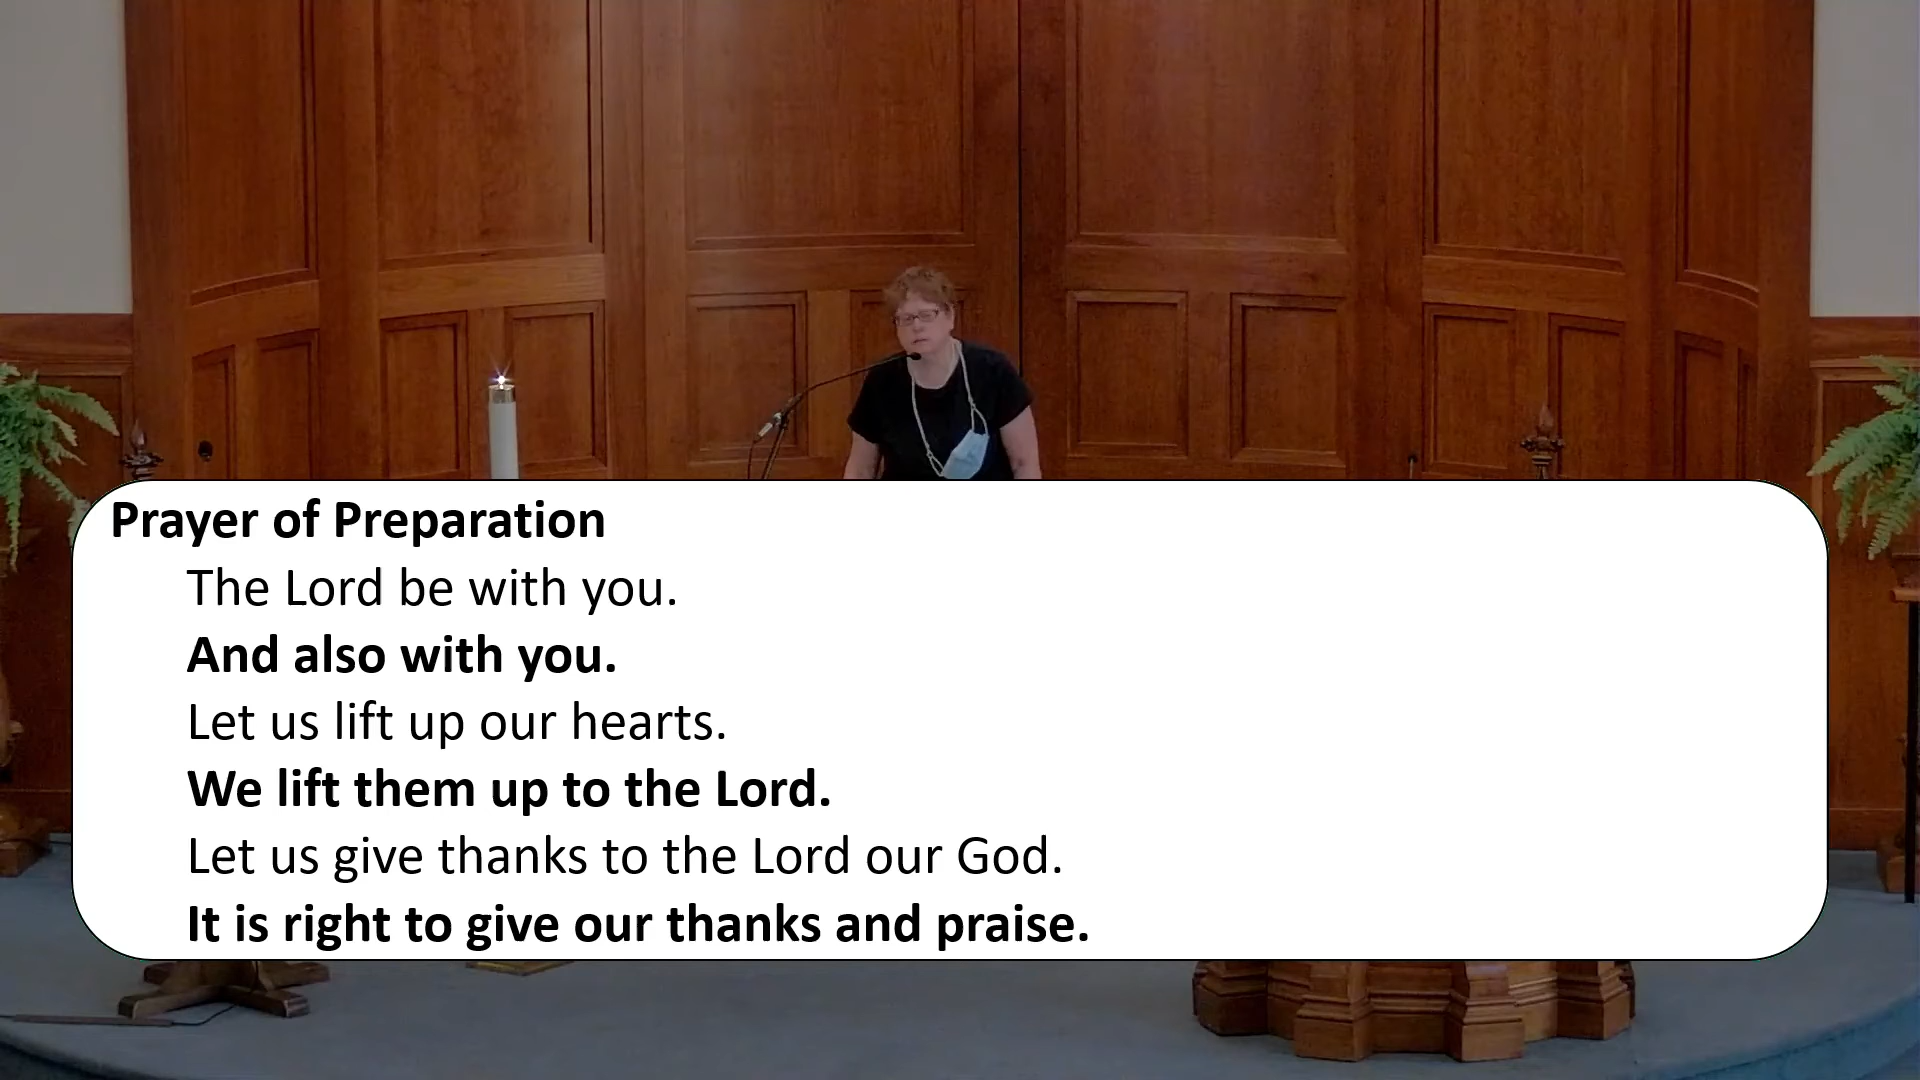 Prayer of Preparation
The Lord be with you.
And also with you.
Let us lift up our hearts.
We lift them up to the Lord.
Let us give thanks to the Lord our God.
It is right to give our thanks and praise.